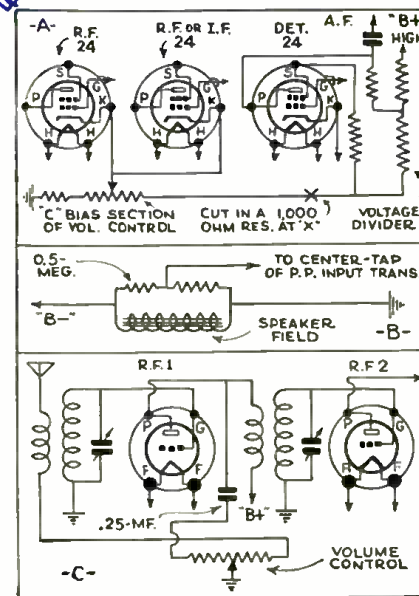 -A-
R.F. 24
R.F. OR I.F. 24
DET. 24
A.F.
"B+" HIGH
S
G
P
K
H H
S
G
P
K
H H
S
G
P
K
H H
"C" BIAS SECTION OF VOL. CONTROL
CUT IN A 1,000 OHM RES. AT "X"
VOLTAGE DIVIDER
0.5-MEG.
TO CENTER-TAP OF P.P. INPUT TRANS
"B-"
SPEAKER FIELD
-B-
R.F.1
R.F.2
P G
F F
P G
F F
.25-MF.
"B+"
VOLUME CONTROL
-C-